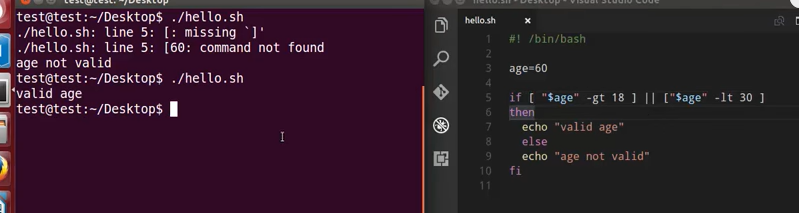 test@test:~/Desktop
test@test:~/Desktop$ ./hello.sh
./hello.sh: line 5: [: missing `]'
./hello.sh: line 5: [60: command not found
age not valid
test@test:~/Desktop$ ./hello.sh
valid age
test@test:~/Desktop$
hello.sh - Desktop - Visual Studio Code
hello.sh ×
1 #! /bin/bash
2
3 age=60
4
5 if [ "$age" -gt 18 ] || ["$age" -lt 30 ]
6 then
7 echo "valid age"
8 else
9 echo "age not valid"
10 fi
11